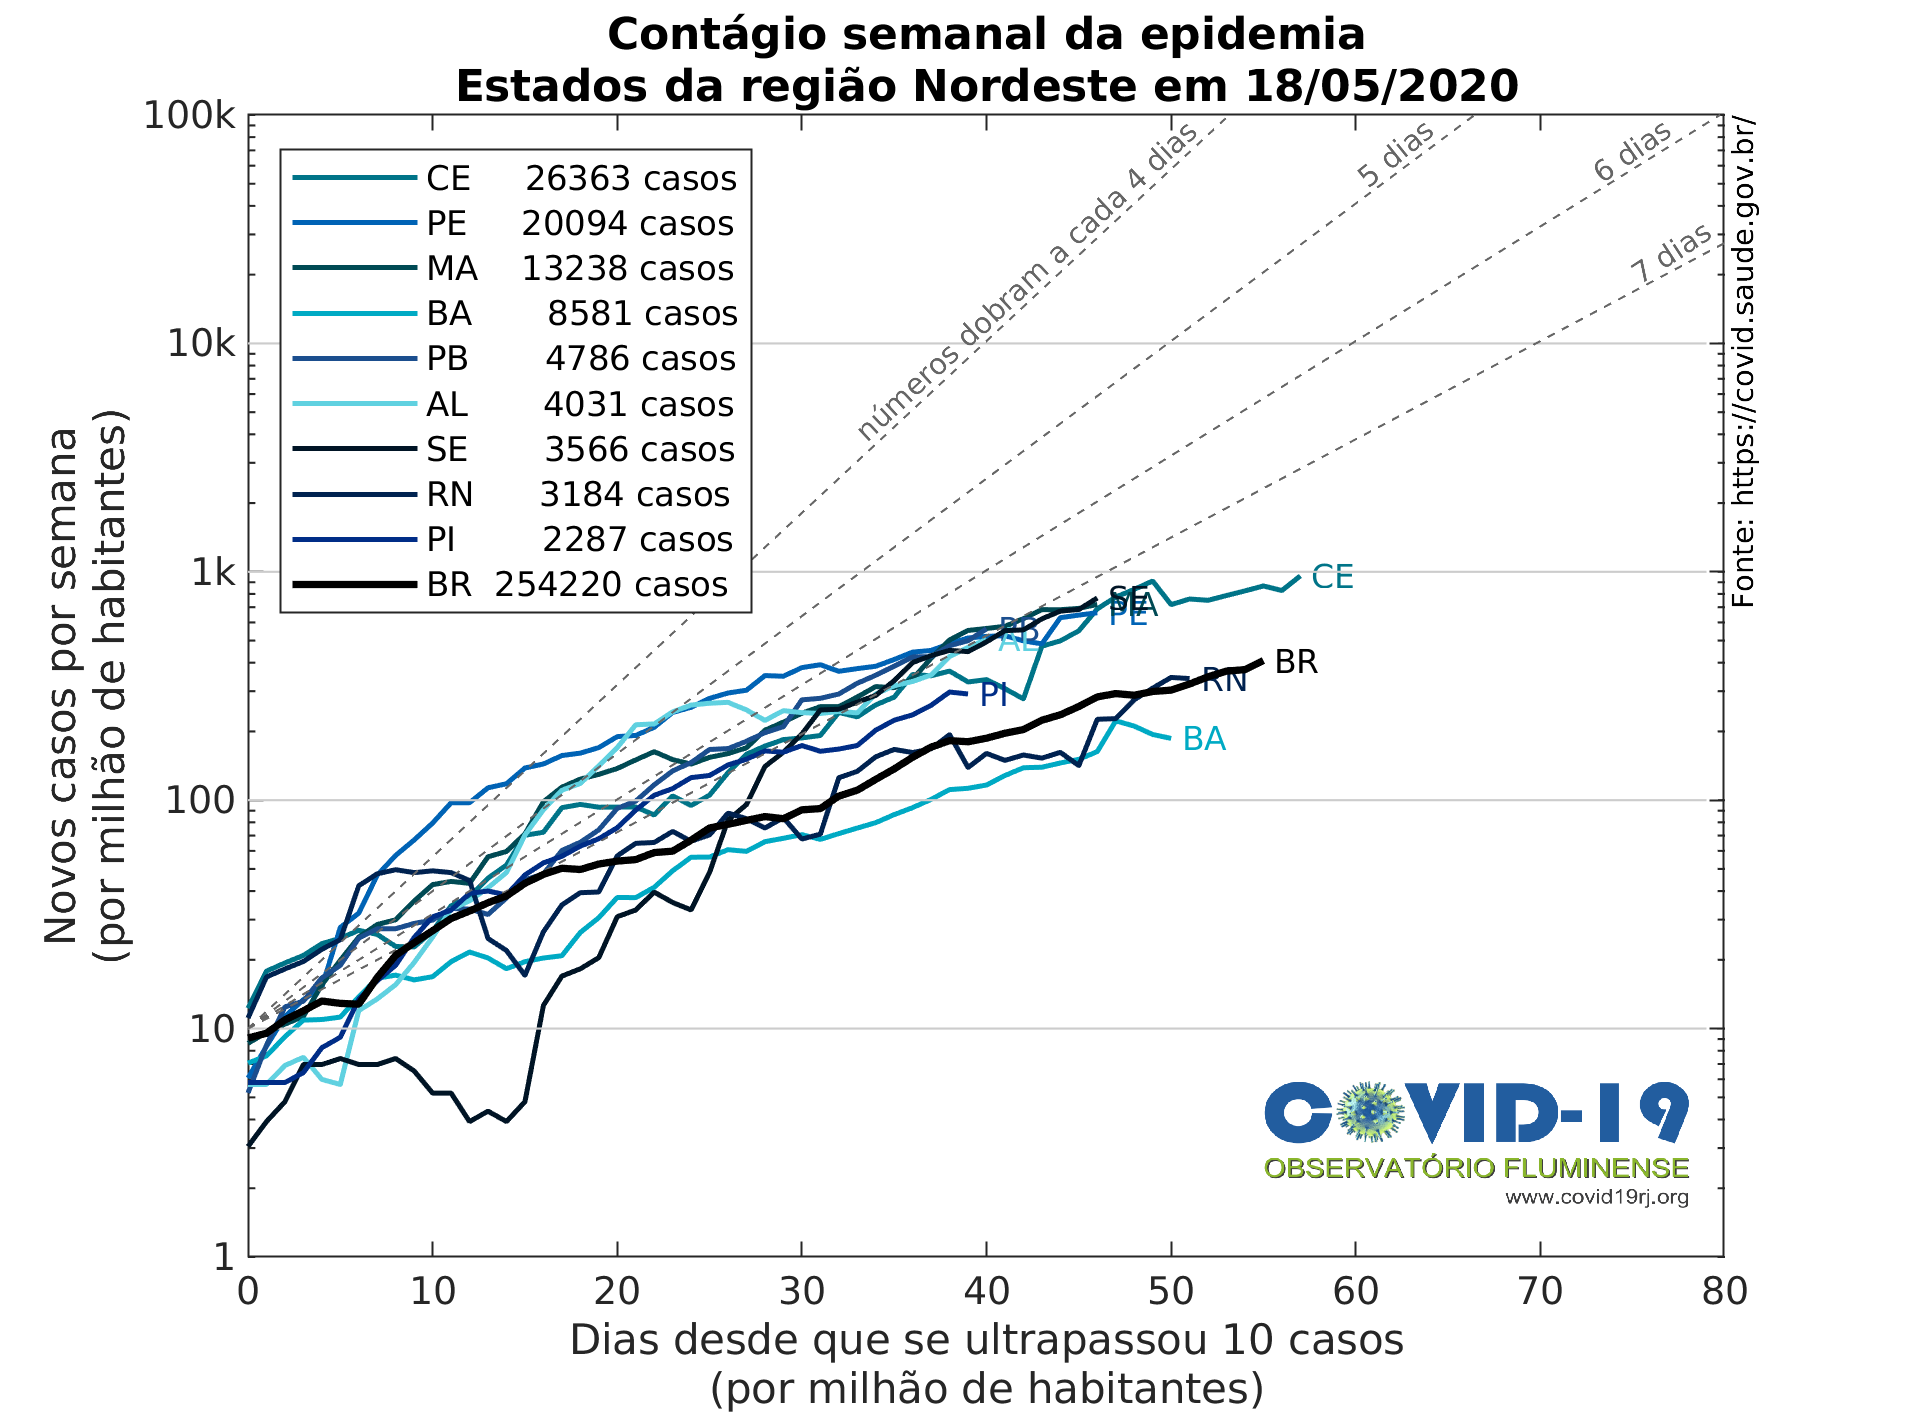 Contágio semanal da epidemia
Estados da região Nordeste em 18/05/2020
Novos casos por semana
(por milhão de habitantes)
100k
10k
1k
100
10
1
CE 26363 casos
PE 20094 casos
MA 13238 casos
BA 8581 casos
PB 4786 casos
AL 4031 casos
SE 3566 casos
RN 3184 casos
PI 2287 casos
BR 254220 casos
números dobram a cada 4 dias
5 dias
6 dias
7 dias
Fonte: https://covid.saude.gov.br/
CE
SE
MA
PE
PB
AL
BR
RN
PI
BA
COVID-19
OBSERVATÓRIO FLUMINENSE
www.covid19rj.org
0 10 20 30 40 50 60 70 80
Dias desde que se ultrapassou 10 casos
(por milhão de habitantes)